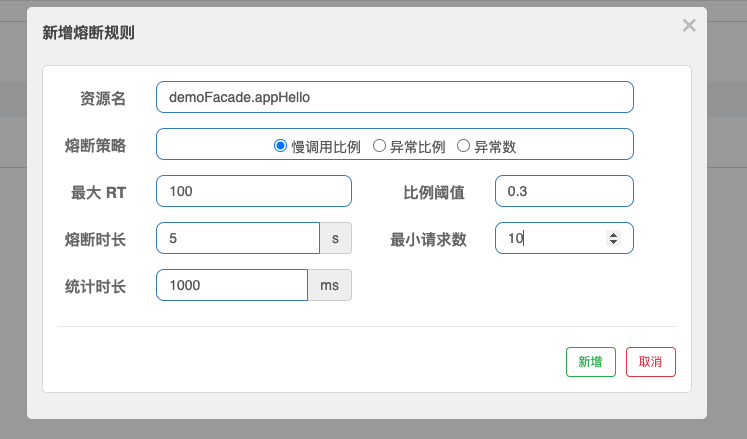 新增熔断规则
×
资源名 demoFacade.appHello
熔断策略 慢调用比例 异常比例 异常数
最大 RT 100 比例阈值 0.3
熔断时长 5 s 最小请求数 10
统计时长 1000 ms
新增 取消